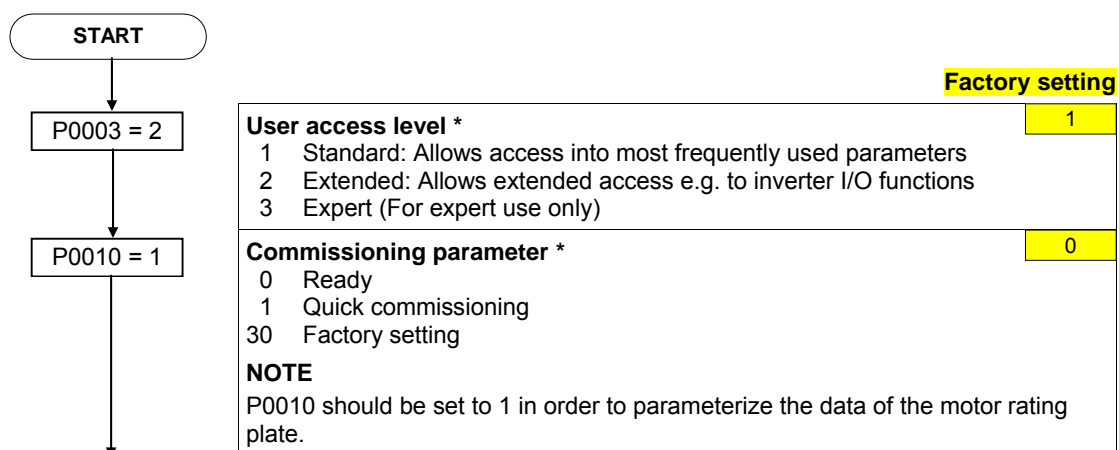 START
Factory setting
P0003 = 2
User access level *
1
1 Standard: Allows access into most frequently used parameters
2 Extended: Allows extended access e.g. to inverter I/O functions
3 Expert (For expert use only)
P0010 = 1
Commissioning parameter *
0
0 Ready
1 Quick commissioning
30 Factory setting
NOTE
P0010 should be set to 1 in order to parameterize the data of the motor rating
plate.